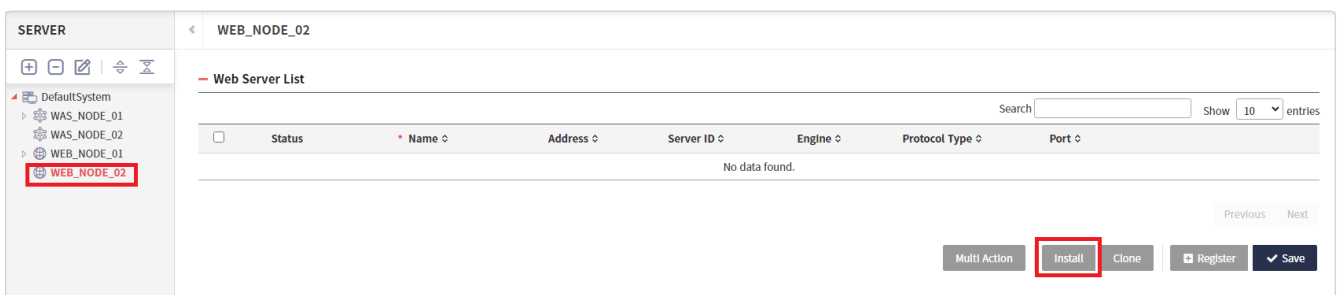 SERVER
WEB_NODE_02
DefaultSystem
WAS_NODE_01
WAS_NODE_02
WEB_NODE_01
WEB_NODE_02
Web Server List
Search Show 10 entries
Status * Name Address Server ID Engine Protocol Type Port
No data found.
Previous Next
Multi Action Install Clone Register Save